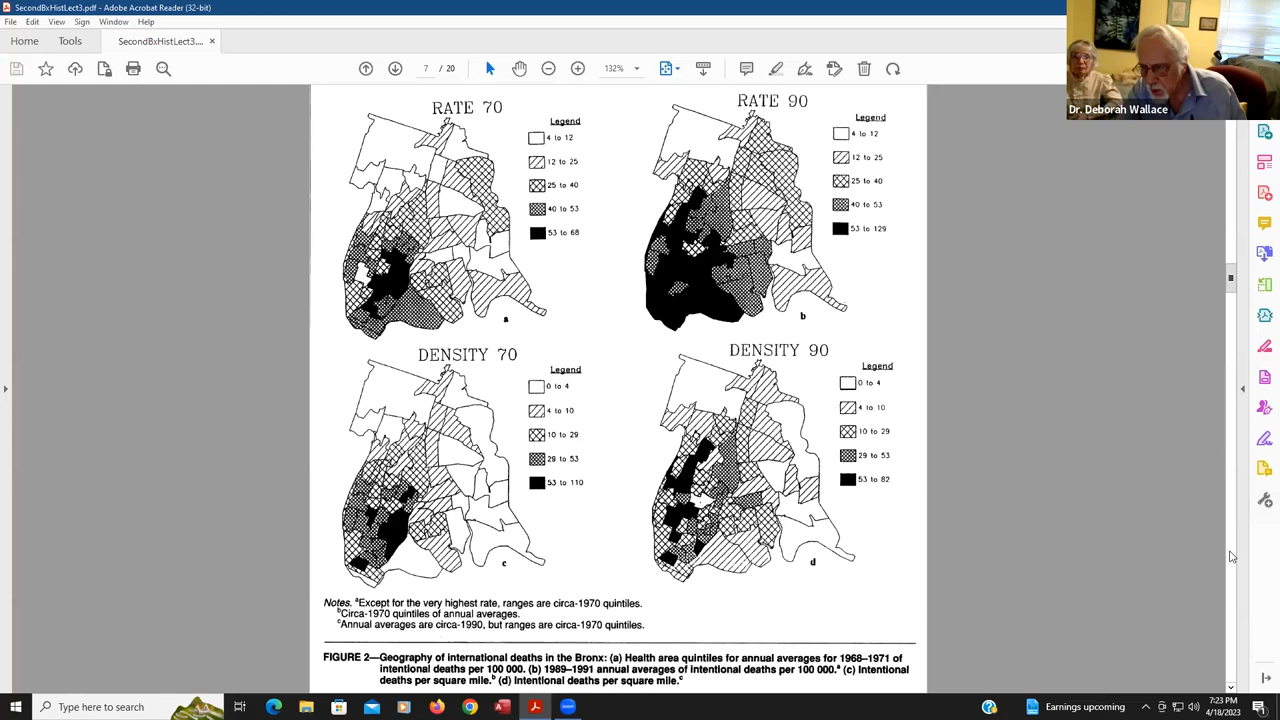 SecondBxHistLect3.pdf - Adobe Acrobat Reader (32-bit)
File Edit View Sign Window Help
Home Tools SecondBxHistLect3.... ×
7 20 132%
Dr. Deborah Wallace
RATE 70
Legend
4 to 12
12 to 25
25 to 40
40 to 53
53 to 68
a
RATE 90
Legend
4 to 12
12 to 25
25 to 40
40 to 53
53 to 129
b
DENSITY 70
Legend
0 to 4
4 to 10
10 to 29
29 to 53
53 to 110
c
DENSITY 90
Legend
0 to 4
4 to 10
10 to 29
29 to 53
53 to 82
d
Notes. aExcept for the very highest rate, ranges are circa-1970 quintiles.
bCirca-1970 quintiles of annual averages.
cAnnual averages are circa-1990, but ranges are circa-1970 quintiles.
FIGURE 2—Geography of international deaths in the Bronx: (a) Health area quintiles for annual averages for 1968-1971 of
intentional deaths per 100 000. (b) 1989-1991 annual averages of intentional deaths per 100 000.a (c) Intentional
deaths per square mile.b (d) Intentional deaths per square mile.c
Type here to search
Earnings upcoming
7:23 PM
4/18/2023